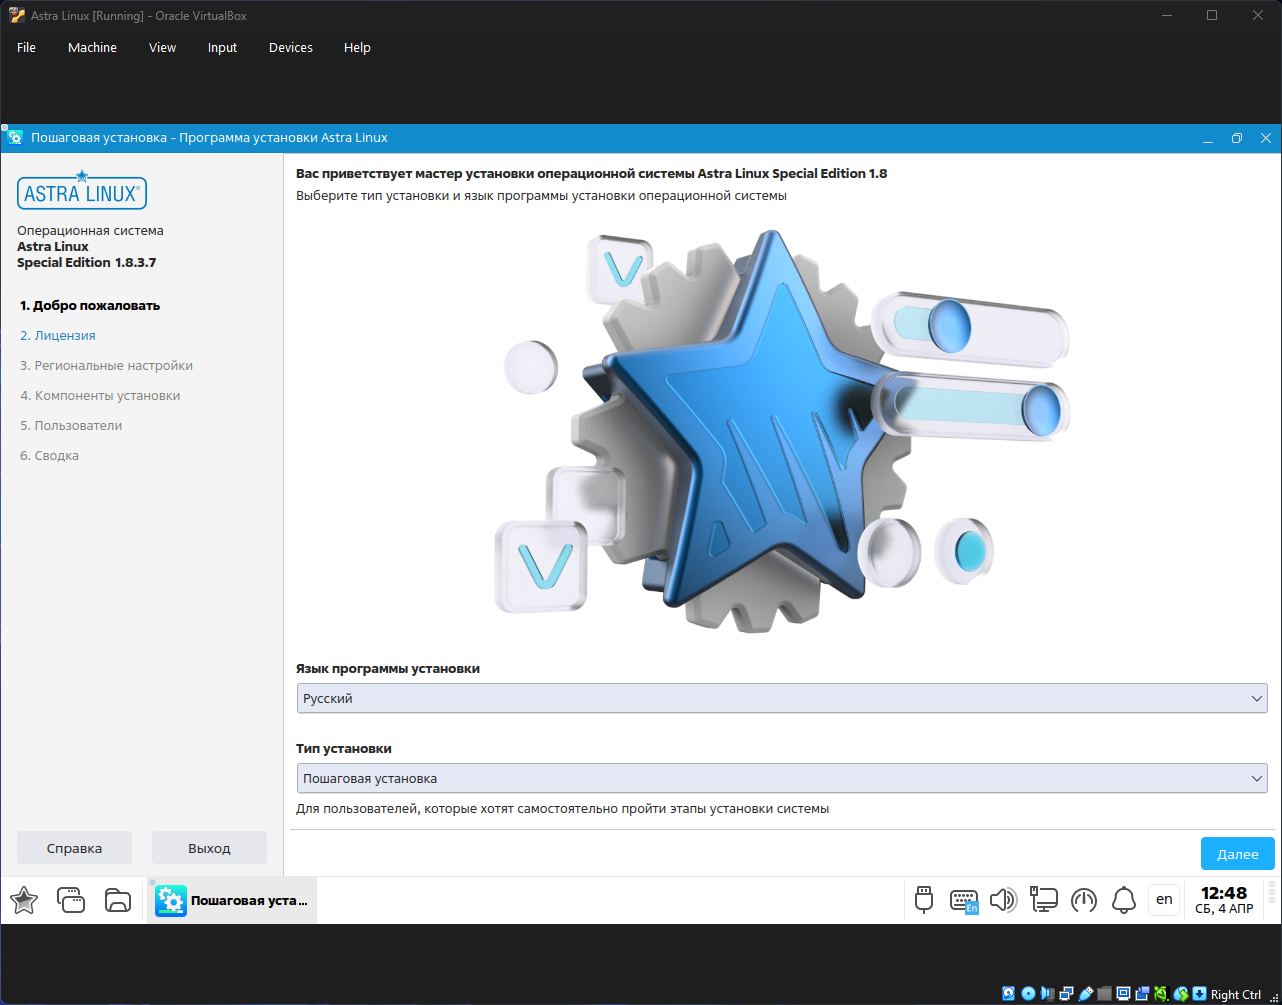 Astra Linux [Running] - Oracle VirtualBox
File Machine View Input Devices Help
Пошаговая установка - Программа установки Astra Linux
ASTRA LINUX®
Операционная система
Astra Linux
Special Edition 1.8.3.7
1. Добро пожаловать
2. Лицензия
3. Региональные настройки
4. Компоненты установки
5. Пользователи
6. Сводка
Справка Выход
Вас приветствует мастер установки операционной системы Astra Linux Special Edition 1.8
Выберите тип установки и язык программы установки операционной системы
Язык программы установки
Русский
Тип установки
Пошаговая установка
Для пользователей, которые хотят самостоятельно пройти этапы установки системы
Далее
Пошаговая уста...
En
en
12:48
СБ, 4 АПР
Right Ctrl